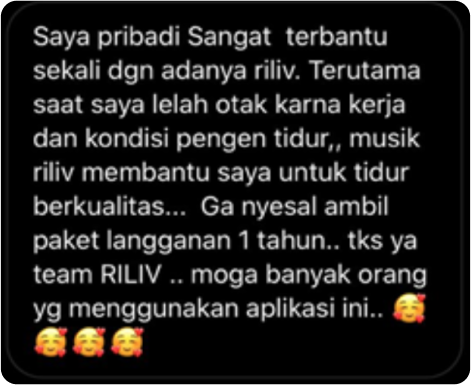 Saya pribadi Sangat  terbantu
sekali dgn adanya riliv. Terutama
saat saya lelah otak karna kerja
dan kondisi pengen tidur,, musik
riliv membantu saya untuk tidur
berkualitas...  Ga nyesal ambil
paket langganan 1 tahun.. tks ya
team RILIV .. moga banyak orang
yg menggunakan aplikasi ini.. 🥰
🥰🥰🥰